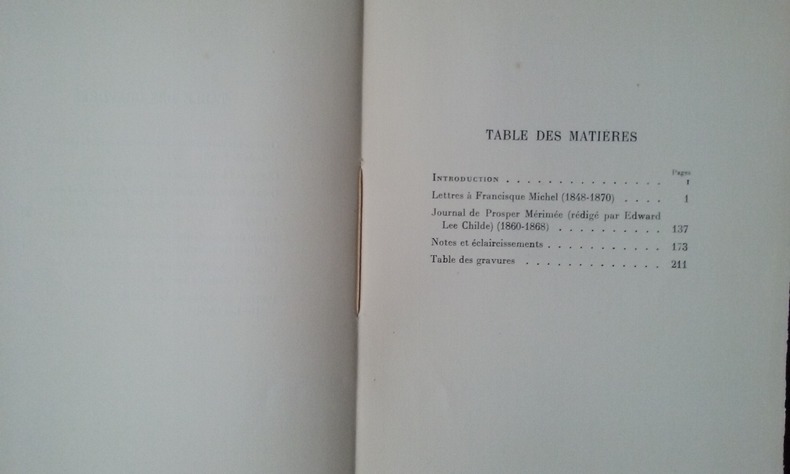 TABLE DES MATIERES
Pages
INTRODUCTION . . . . . . . . . . . . . . . I
Lettres à Francisque Michel (1848-1870) . . . . 1
Journal de Prosper Mérimée (rédigé par Edward
Lee Childe) (1860-1868) . . . . . . . . . . 137
Notes et éclaircissements . . . . . . . . . . . 173
Table des gravures . . . . . . . . . . . . . 211